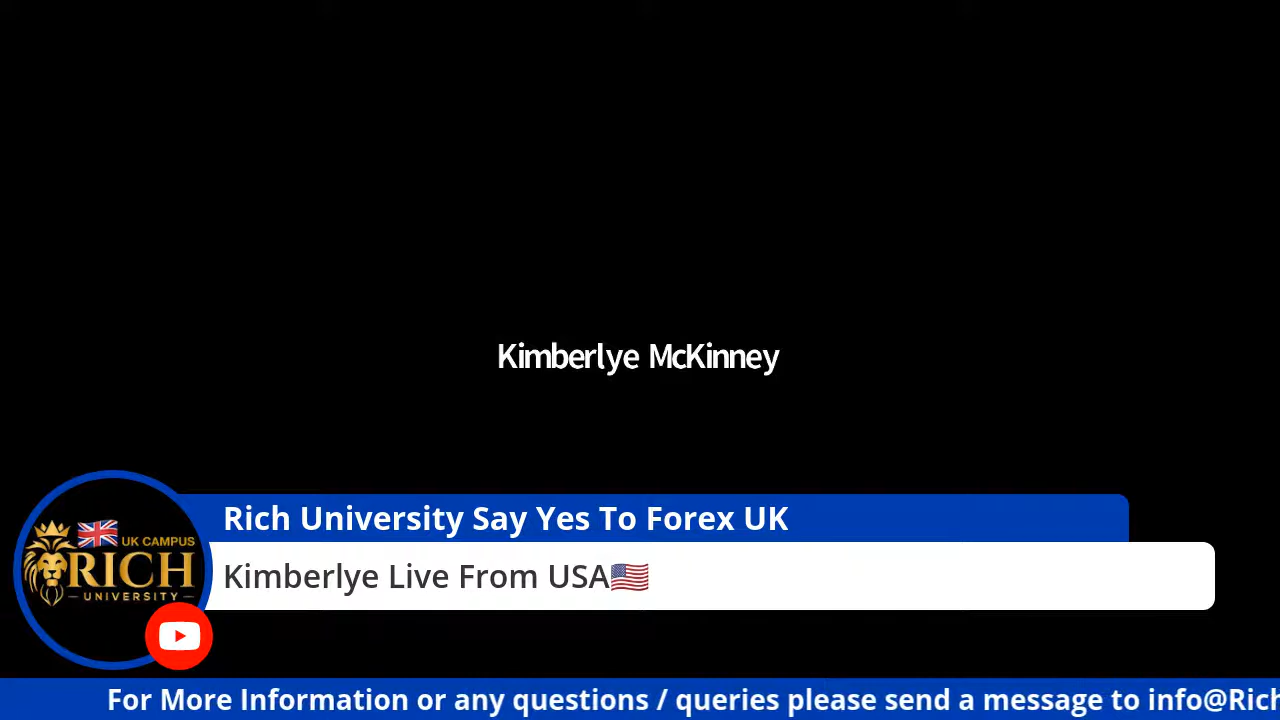 Kimberlye McKinney
Rich University Say Yes To Forex UK
UK CAMPUS
RICH
UNIVERSITY
Kimberlye Live From USA🇺🇸
For More Information or any questions / queries please send a message to info@Rich